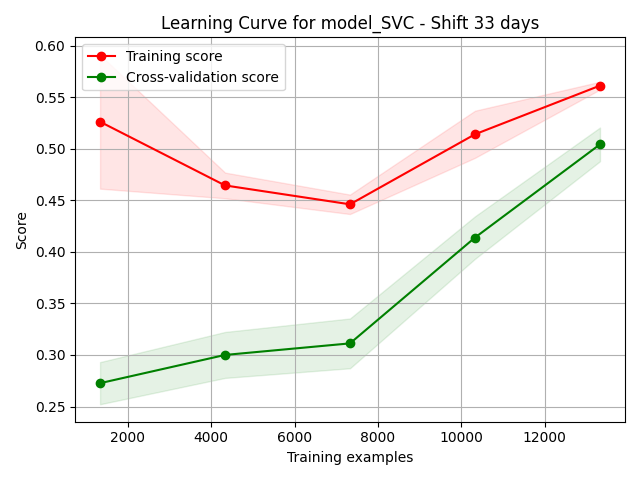 Learning Curve for model_SVC - Shift 33 days
Training score
Cross-validation score
0.60
0.55
0.50
0.45
0.40
0.35
0.30
0.25
Score
2000 4000 6000 8000 10000 12000
Training examples